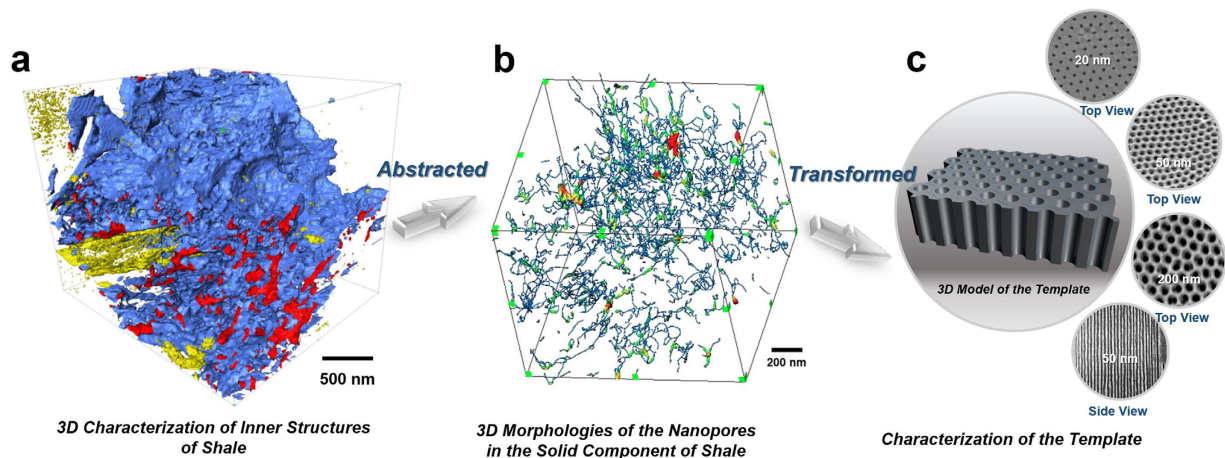 a
b
c
Abstracted
Transformed
20 nm
Top View
50 nm
Top View
200 nm
Top View
50 nm
Side View
3D Model of the Template
500 nm
200 nm
3D Characterization of Inner Structures
of Shale
3D Morphologies of the Nanopores
in the Solid Component of Shale
Characterization of the Template